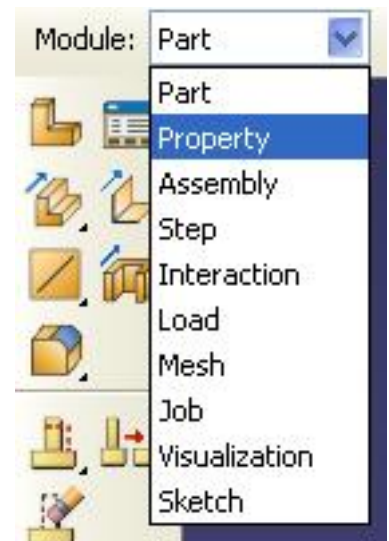 Module: Part
Part
Property
Assembly
Step
Interaction
Load
Mesh
Job
Visualization
Sketch